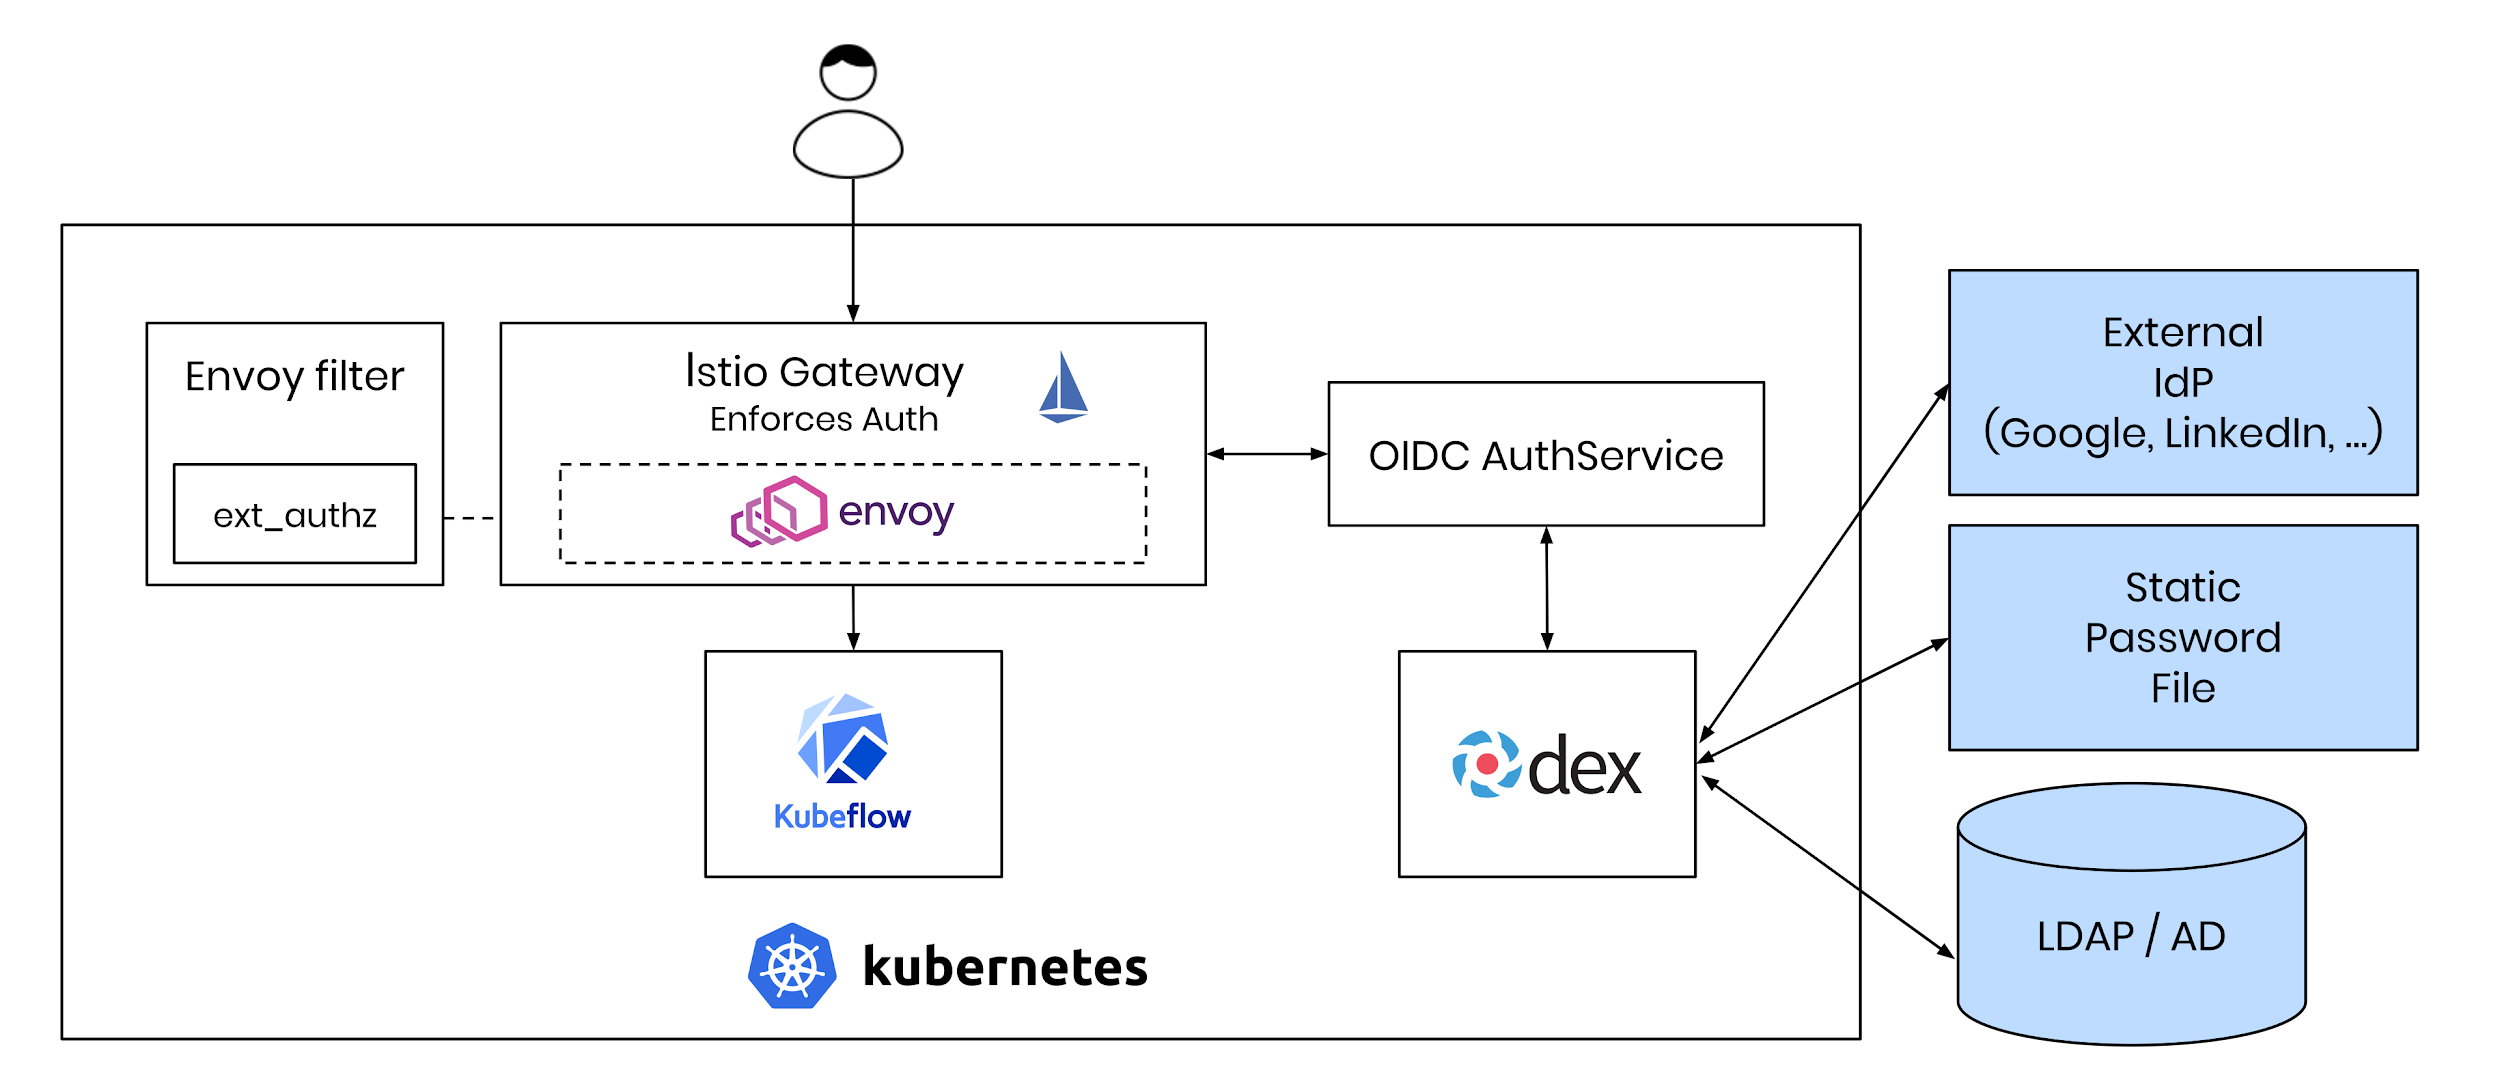 Envoy filter
ext_authz
Istio Gateway
Enforces Auth
envoy
OIDC AuthService
Kubeflow
dex
kubernetes
External
IdP
(Google, LinkedIn, ...)
Static
Password
File
LDAP / AD